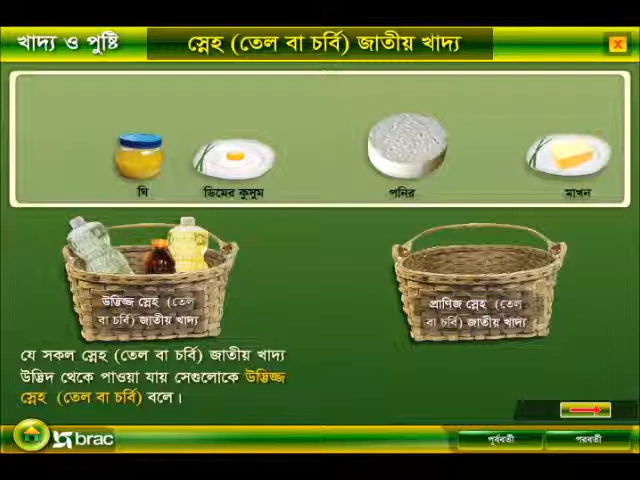 খাদ্য ও পুষ্টি
স্নেহ (তেল বা চর্বি) জাতীয় খাদ্য
ঘি
ডিমের কুসুম
পনির
মাখন
উদ্ভিজ্জ স্নেহ (তেল
বা চর্বি) জাতীয় খাদ্য
প্রাণিজ স্নেহ (তেল
বা চর্বি) জাতীয় খাদ্য
যে সকল স্নেহ (তেল বা চর্বি) জাতীয় খাদ্য
উদ্ভিদ থেকে পাওয়া যায় সেগুলোকে উদ্ভিজ্জ
স্নেহ (তেল বা চর্বি) বলে।
brac
পূর্ববর্তী
পরবর্তী